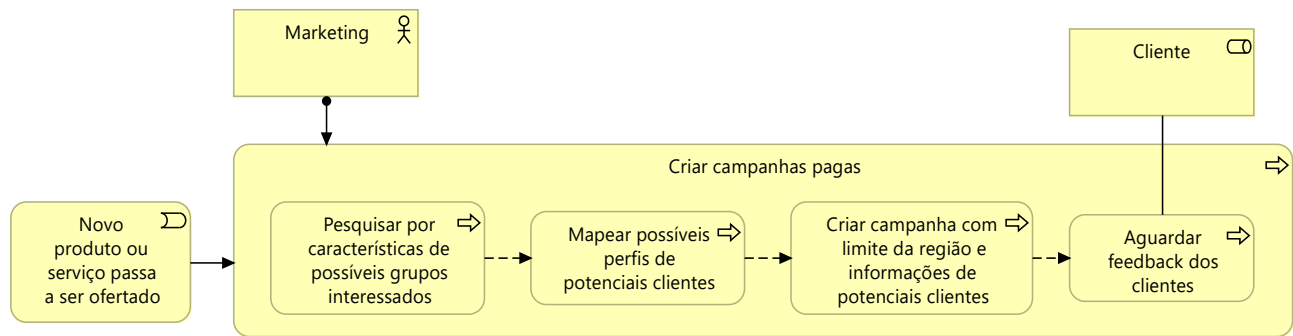 Marketing
Cliente
Criar campanhas pagas
Novo
produto ou
serviço passa
a ser ofertado
Pesquisar por
características de
possíveis grupos
interessados
Mapear possíveis
perfis de
potenciais clientes
Criar campanha com
limite da região e
informações de
potenciais clientes
Aguardar
feedback dos
clientes